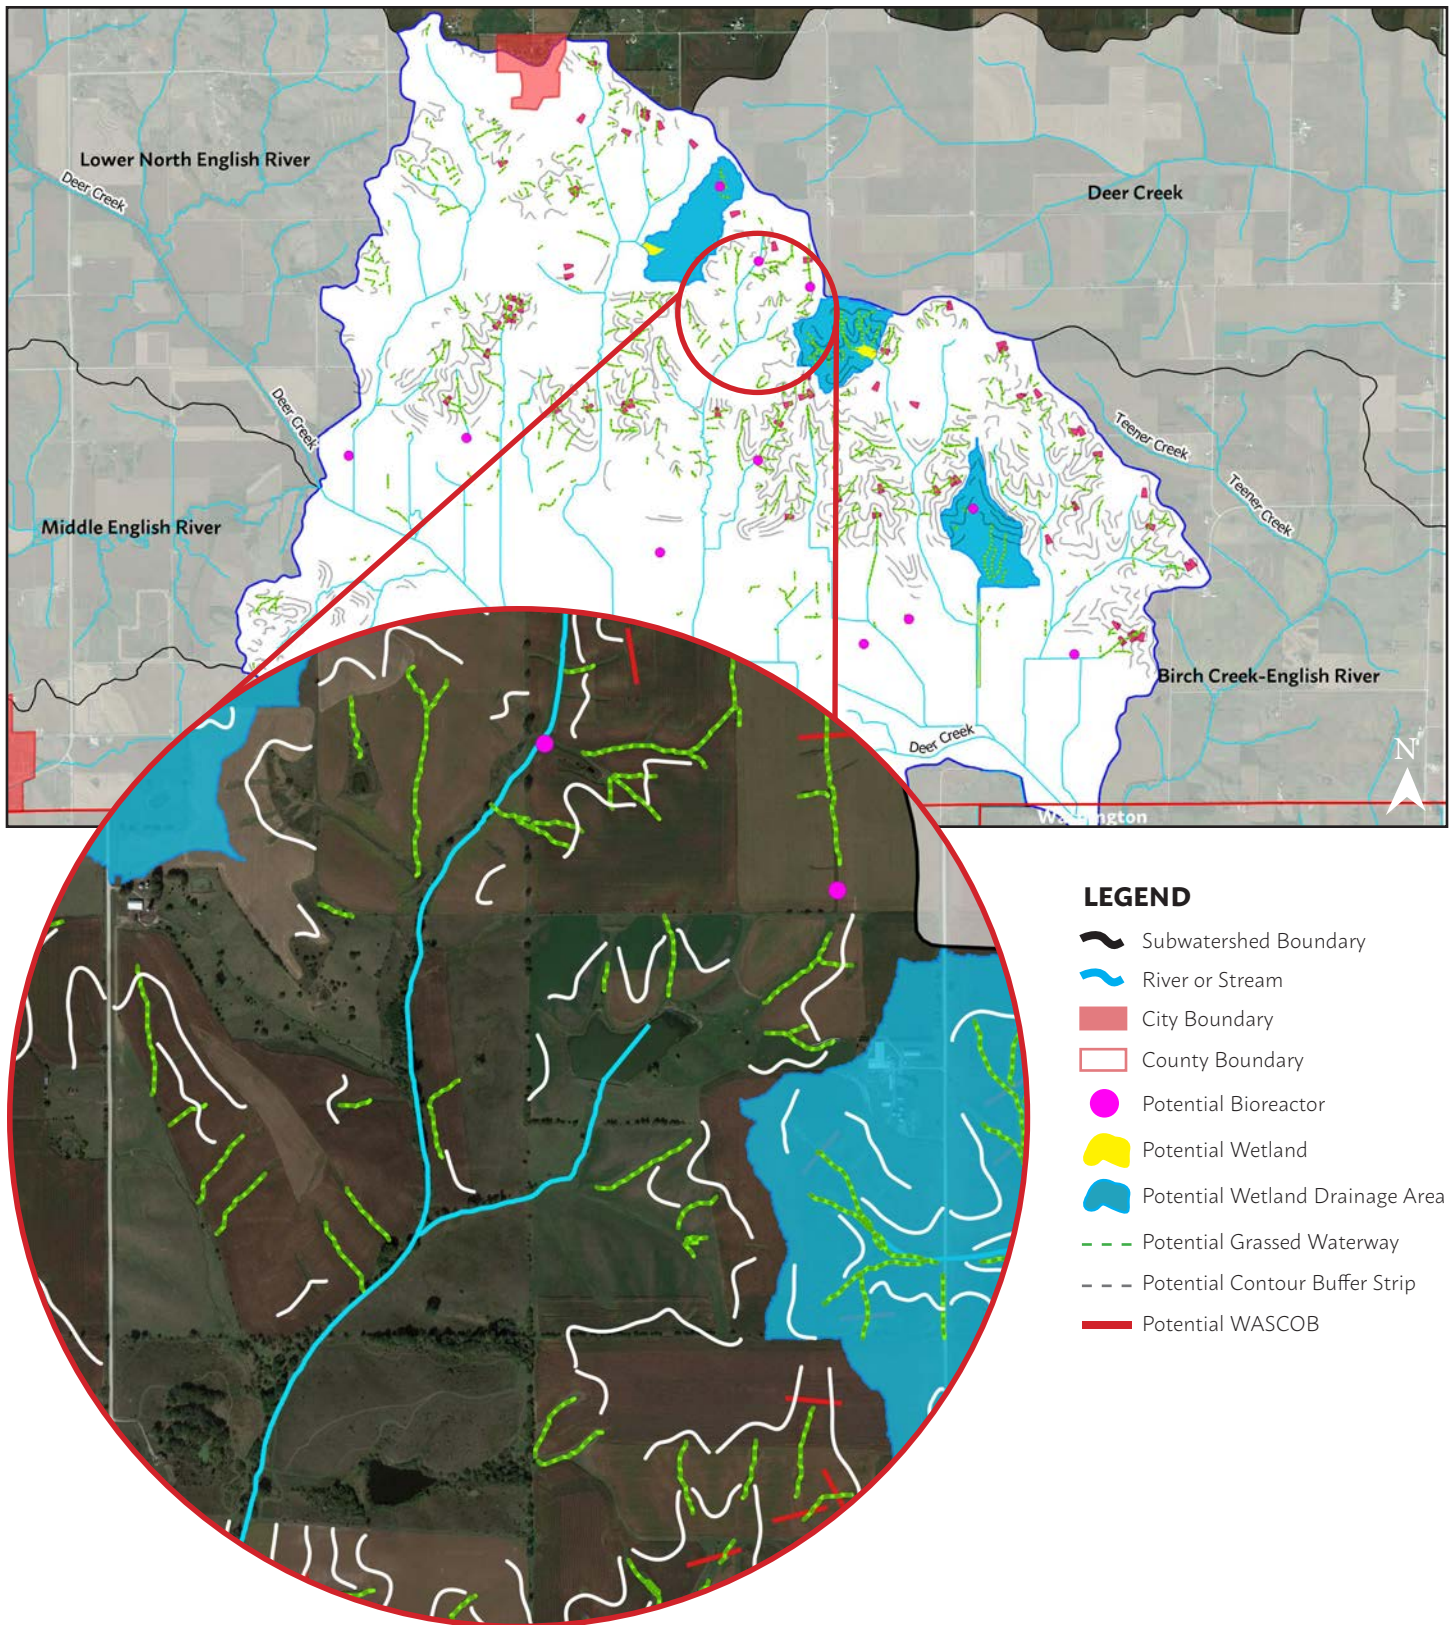 Lower North English River
Deer Creek
Deer Creek
Deer Creek
Teener Creek
Teener Creek
Middle English River
Birch Creek-English River
Deer Creek
N
Washington
LEGEND
Subwatershed Boundary
River or Stream
City Boundary
County Boundary
Potential Bioreactor
Potential Wetland
Potential Wetland Drainage Area
Potential Grassed Waterway
Potential Contour Buffer Strip
Potential WASCOB